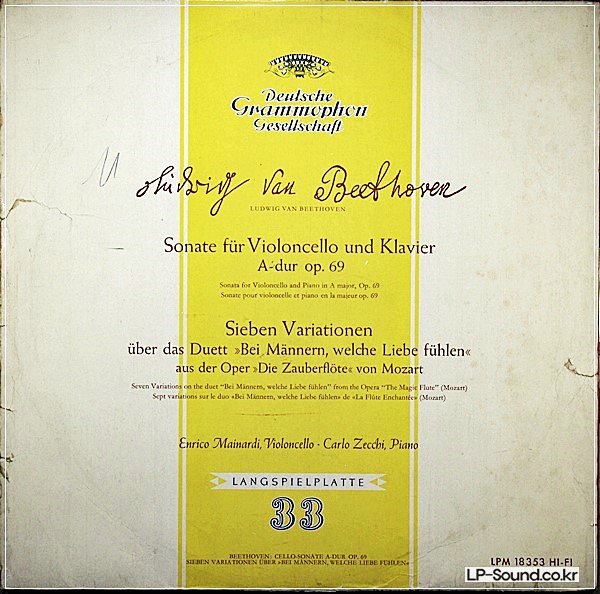 Deutsche
Grammophon
Gesellschaft
Ludwig van Beethoven
LUDWIG VAN BEETHOVEN
Sonate für Violoncello und Klavier
A-dur op. 69
Sonata for Violoncello and Piano in A major, Op. 69
Sonate pour violoncelle et piano en la majeur op. 69
Sieben Variationen
über das Duett »Bei Männern, welche Liebe fühlen«
aus der Oper »Die Zauberflöte« von Mozart
Seven Variations on the duet "Bei Männern, welche Liebe fühlen" from the Opera "The Magic Flute" (Mozart)
Sept variations sur le duo «Bei Männern, welche Liebe fühlen» de «La Flûte Enchantée» (Mozart)
Enrico Mainardi, Violoncello · Carlo Zecchi, Piano
LANGSPIELPLATTE
33
BEETHOVEN: CELLO-SONATE A-DUR OP. 69
SIEBEN VARIATIONEN ÜBER »BEI MÄNNERN, WELCHE LIEBE FÜHLEN«
LPM 18353 HI-FI
LP-Sound.co.kr